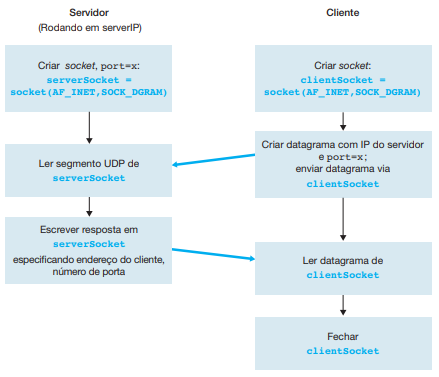 Servidor
(Rodando em serverIP)
Criar socket, port=x:
serverSocket =
socket(AF_INET,SOCK_DGRAM)
Ler segmento UDP de
serverSocket
Escrever resposta em
serverSocket
especificando endereço do cliente,
número de porta
Cliente
Criar socket:
clientSocket =
socket(AF_INET,SOCK_DGRAM)
Criar datagrama com IP do servidor
e port=x;
enviar datagrama via
clientSocket
Ler datagrama de
clientSocket
Fechar
clientSocket